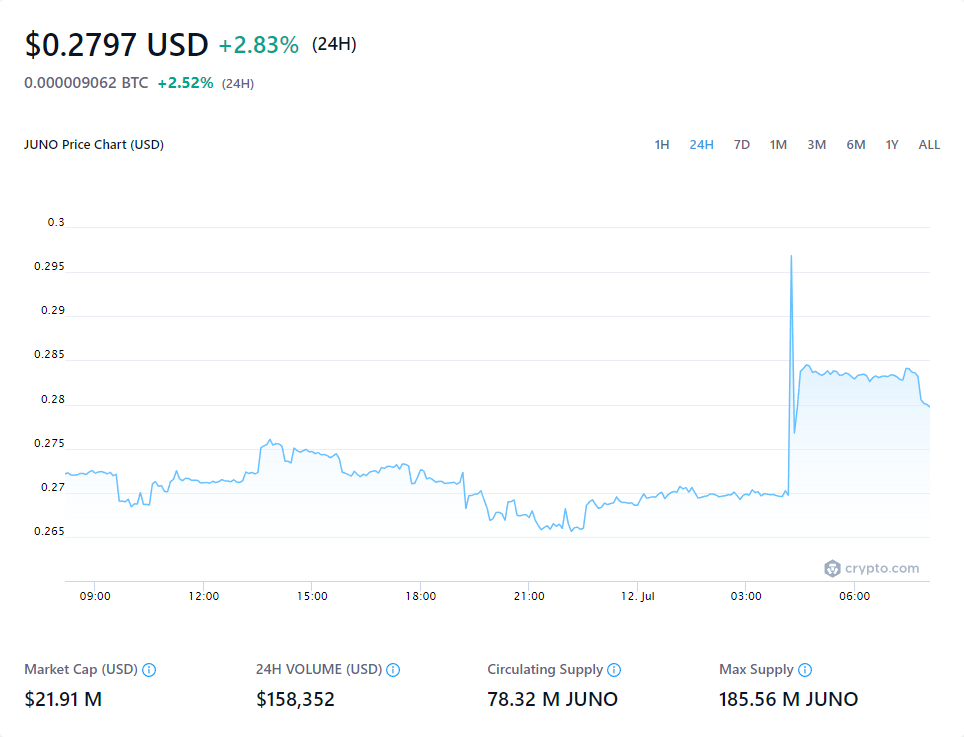 $0.2797 USD +2.83% (24H)
0.000009062 BTC +2.52% (24H)
JUNO Price Chart (USD) 1H 24H 7D 1M 3M 6M 1Y ALL
0.3
0.295
0.29
0.285
0.28
0.275
0.27
0.265
crypto.com
09:00 12:00 15:00 18:00 21:00 12. Jul 03:00 06:00
Market Cap (USD) 24H VOLUME (USD) Circulating Supply Max Supply
$21.91 M $158,352 78.32 M JUNO 185.56 M JUNO